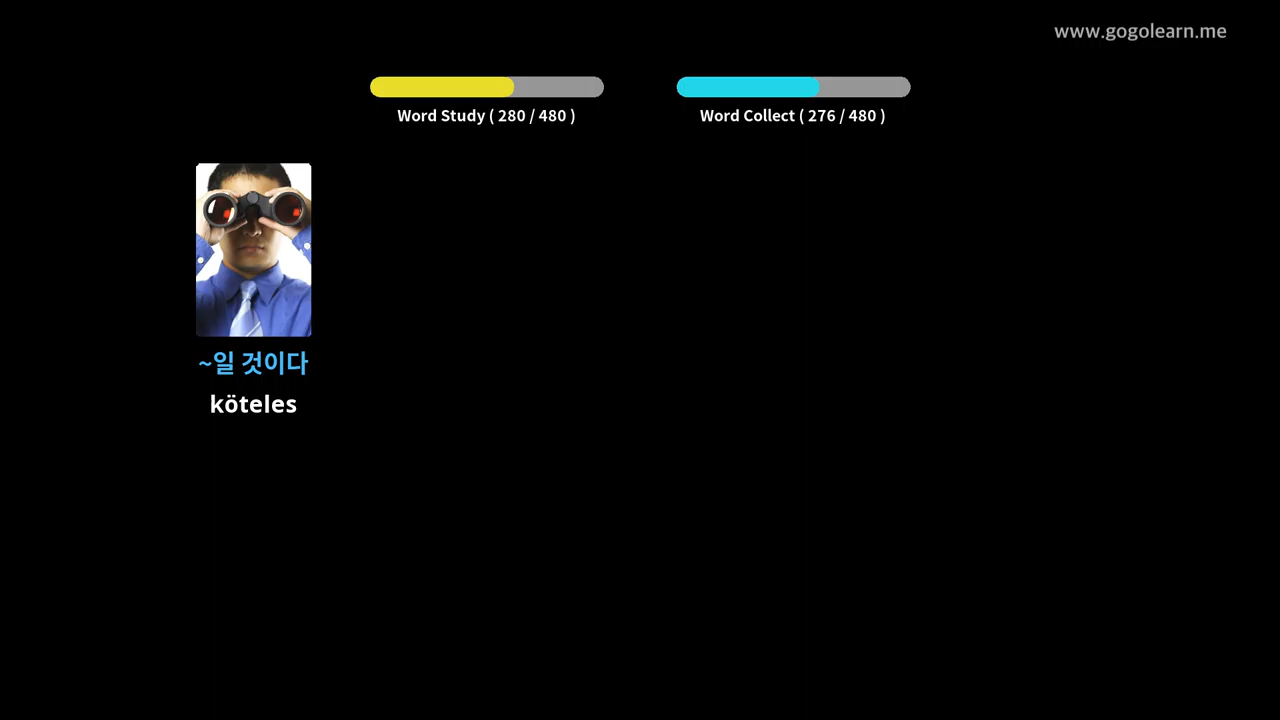 www.gogolearn.me
Word Study ( 280 / 480 )
Word Collect ( 276 / 480 )
~일 것이다
köteles